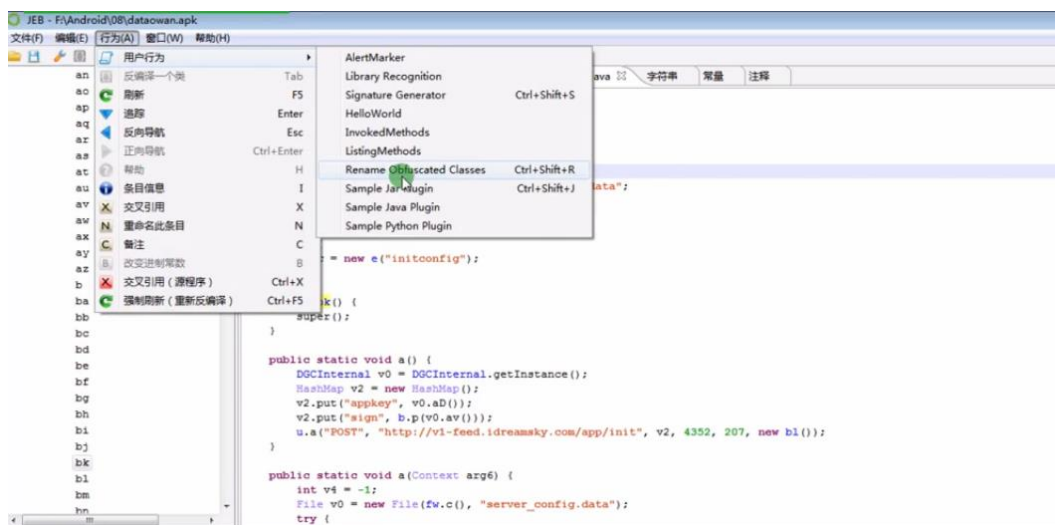 JEB - F:\Android\08\dataowan.apk
文件(F) 编辑(E) 行为(A) 窗口(W) 帮助(H)
用户行为
反编译一个类 Tab
刷新 F5
追踪 Enter
反向导航 Esc
正向导航 Ctrl+Enter
帮助 H
条目信息 I
交叉引用 X
重命名此条目 N
备注 C
改变进制常数 B
交叉引用（源程序） Ctrl+X
强制刷新（重新反编译） Ctrl+F5
AlertMarker
Library Recognition
Signature Generator Ctrl+Shift+S
HelloWorld
InvokedMethods
ListingMethods
Rename Obfuscated Classes Ctrl+Shift+R
Sample Jar Plugin Ctrl+Shift+J
Sample Java Plugin
Sample Python Plugin
ava 字符串 常量 注释
an
ao
ap
aq
ar
as
at
au
av
aw
ax
ay
az
b
ba
bb
bc
bd
be
bf
bg
bh
bi
bj
bk
bl
bm
bn
lata";
= new e("initconfig");
k() {
super();
}
public static void a() {
DGCInternal v0 = DGCInternal.getInstance();
HashMap v2 = new HashMap();
v2.put("appkey", v0.aD());
v2.put("sign", b.p(v0.av()));
u.a("POST", "http://v1-feed.idreamsky.com/app/init", v2, 4352, 207, new bl());
}
public static void a(Context arg6) {
int v4 = -1;
File v0 = new File(fw.c(), "server_config.data");
try {